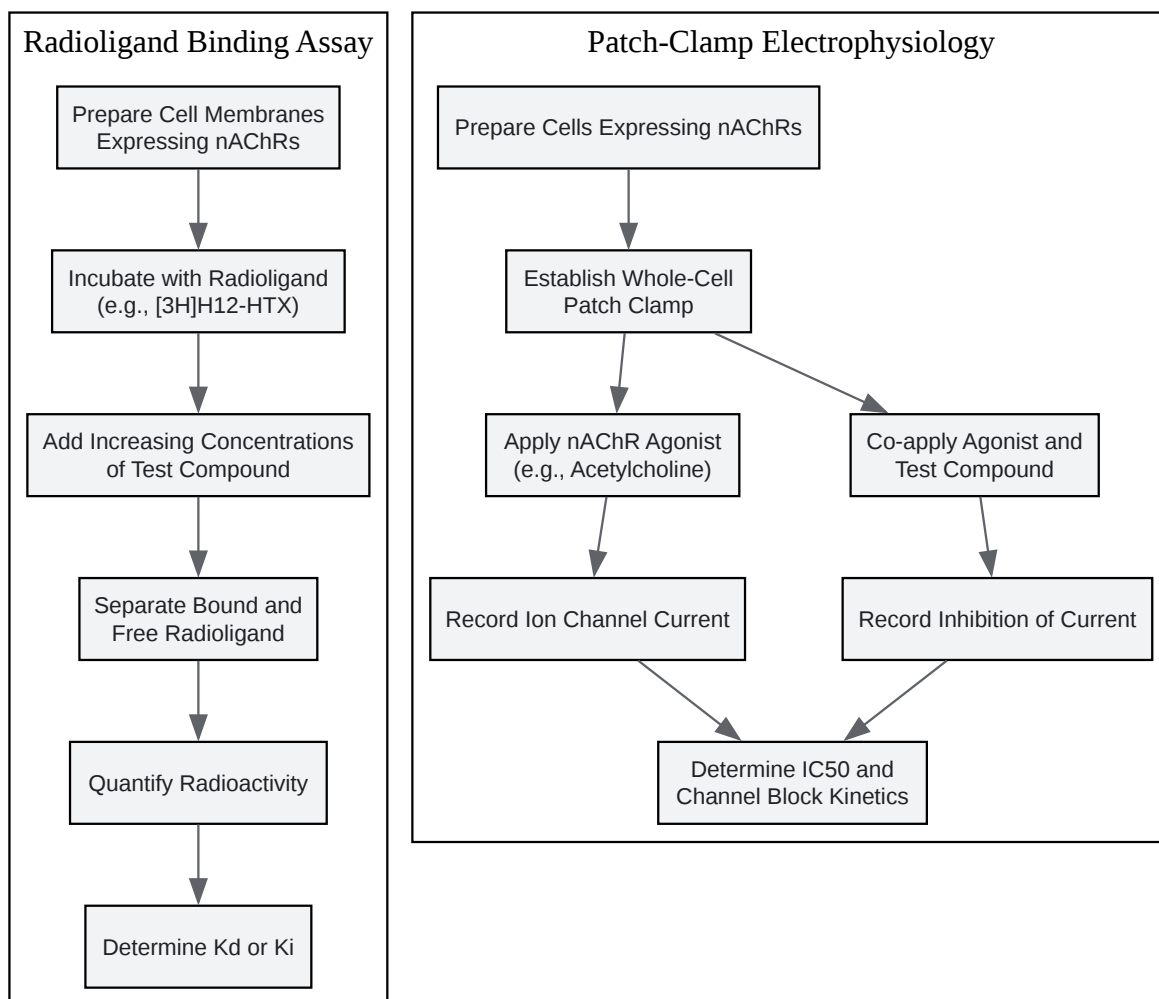 Radioligand Binding Assay
Prepare Cell Membranes
Expressing nAChRs
Incubate with Radioligand
(e.g., [3H]H12-HTX)
Add Increasing Concentrations
of Test Compound
Separate Bound and
Free Radioligand
Quantify Radioactivity
Determine Kd or Ki
Patch-Clamp Electrophysiology
Prepare Cells Expressing nAChRs
Establish Whole-Cell
Patch Clamp
Apply nAChR Agonist
(e.g., Acetylcholine)
Co-apply Agonist and
Test Compound
Record Ion Channel Current
Record Inhibition of Current
Determine IC50 and
Channel Block Kinetics